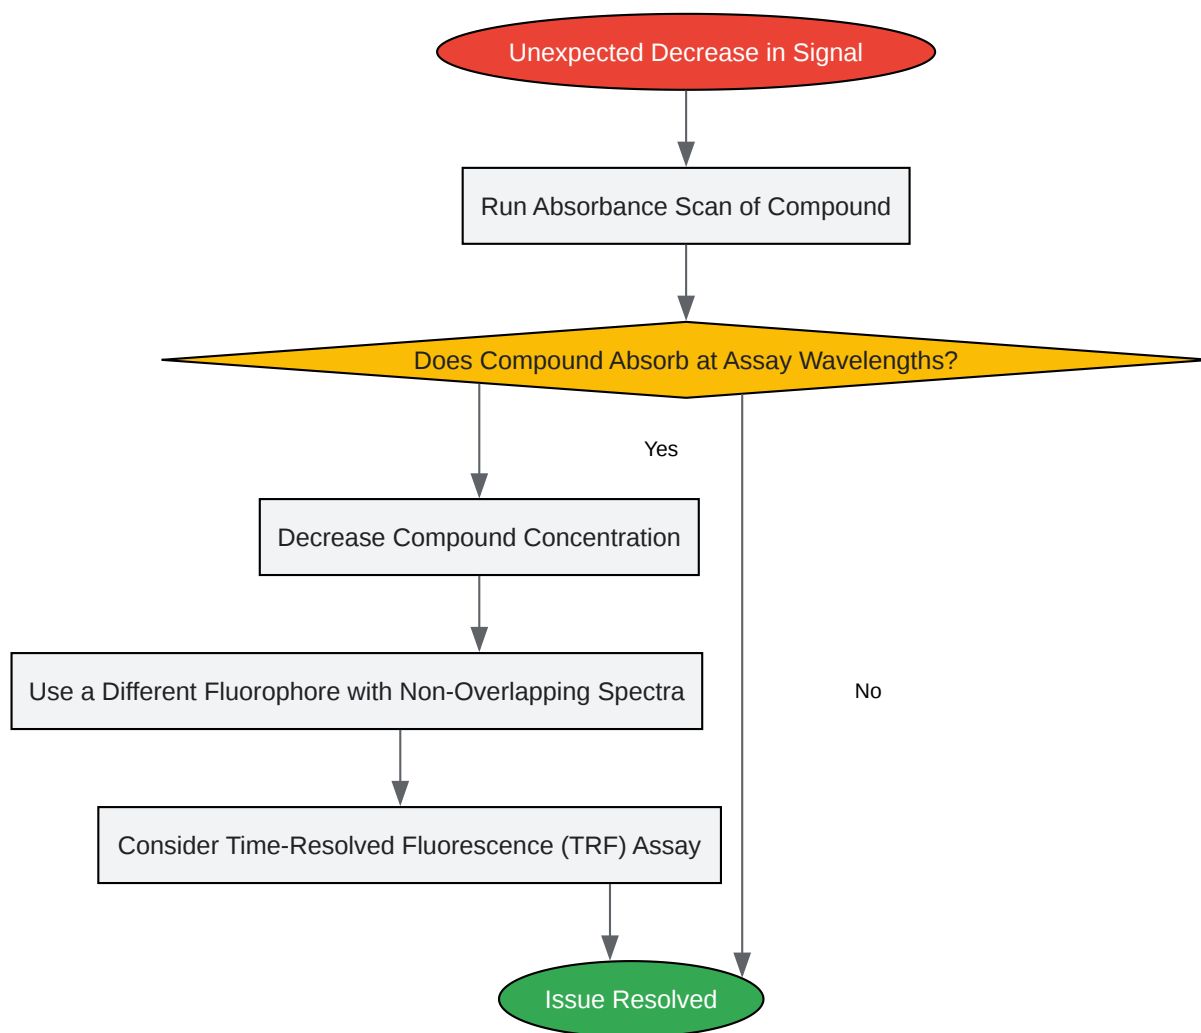 Unexpected Decrease in Signal
Run Absorbance Scan of Compound
Does Compound Absorb at Assay Wavelengths?
Yes
Decrease Compound Concentration
Use a Different Fluorophore with Non-Overlapping Spectra
No
Consider Time-Resolved Fluorescence (TRF) Assay
Issue Resolved